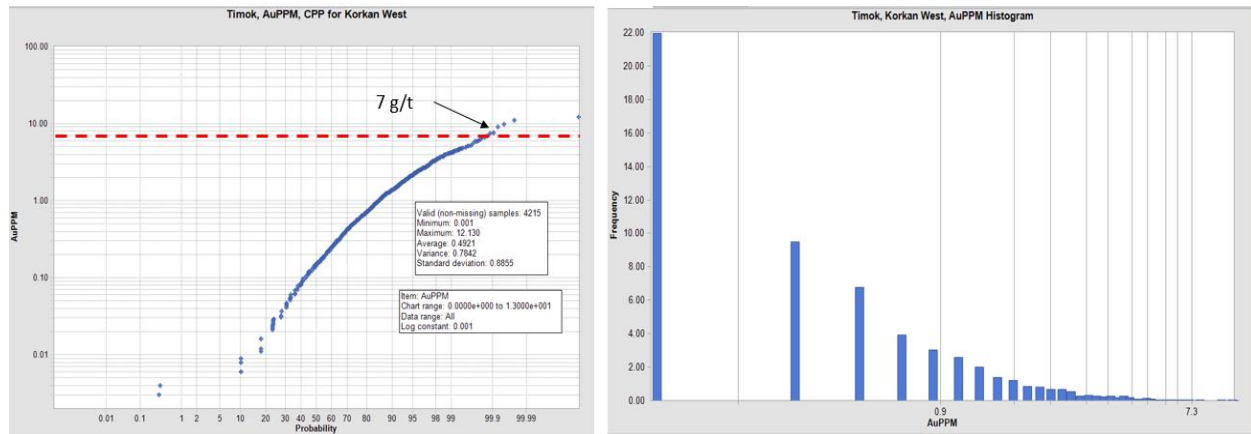 Timok, AuPPM, CPP for Korkan West
100.00
10.00
1.00
0.10
0.01
AuPPM
7 g/t
Valid (non-missing) samples: 4215
Minimum: 0.001
Maximum: 12.130
Average: 0.4921
Variance: 0.7842
Standard deviation: 0.8855
Item: AuPPM
Chart range: 0.0000e+000 to 1.3000e+001
Data range: All
Log constant: 0.001
0.01 0.1 1 2 5 10 20 30 40 50 60 70 80 90 95 98 99 99.9 99.99
Probability
Timok, Korkan West, AuPPM Histogram
22.00
20.00
18.00
16.00
14.00
12.00
10.00
8.00
6.00
4.00
2.00
0.00
Frequency
0.9 7.3
AuPPM